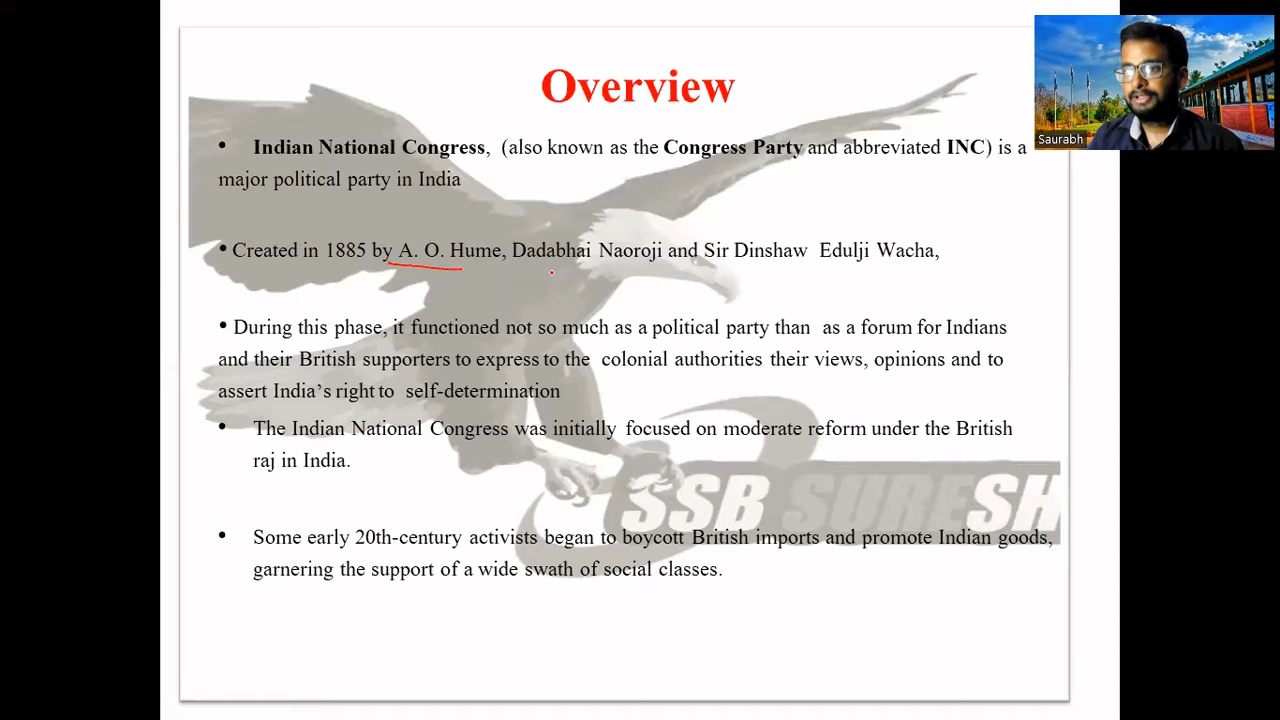 Overview
Saurabh
• Indian National Congress, (also known as the Congress Party and abbreviated INC) is a
major political party in India
• Created in 1885 by A. O. Hume, Dadabhai Naoroji and Sir Dinshaw Edulji Wacha,
• During this phase, it functioned not so much as a political party than as a forum for Indians
and their British supporters to express to the colonial authorities their views, opinions and to
assert India's right to self-determination
• The Indian National Congress was initially focused on moderate reform under the British
raj in India.
SSB SURESH
• Some early 20th-century activists began to boycott British imports and promote Indian goods,
garnering the support of a wide swath of social classes.